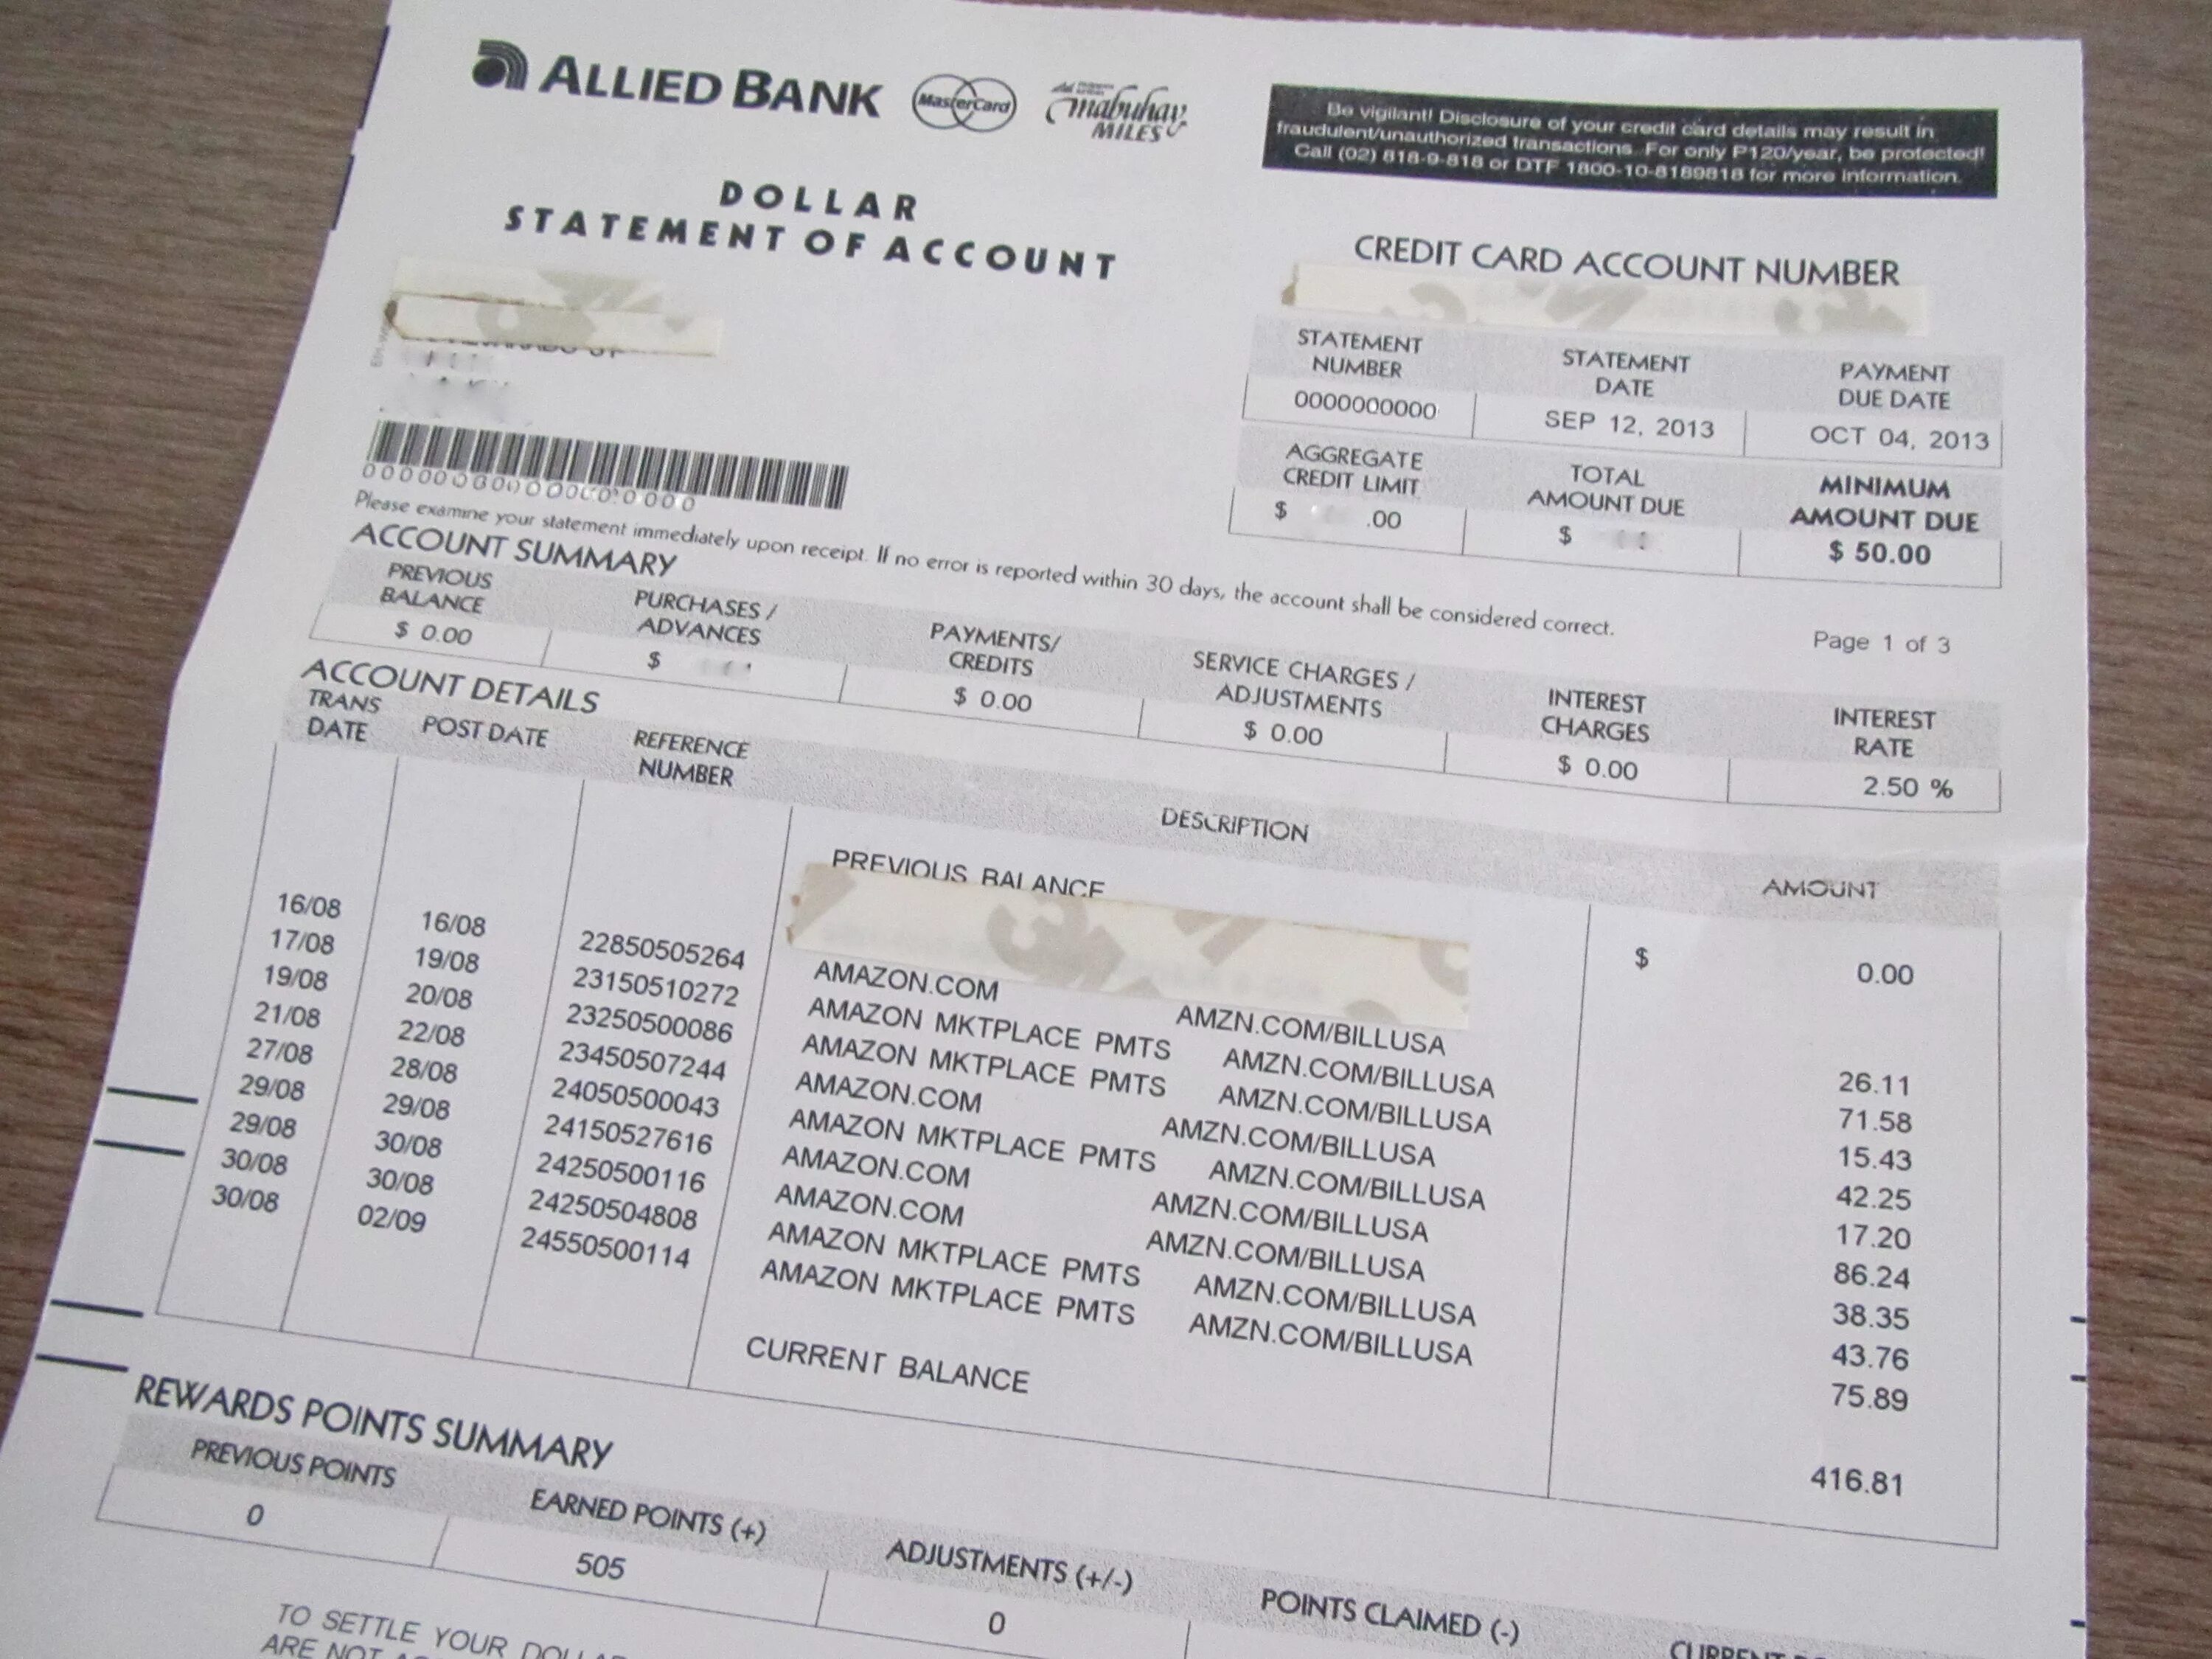 ALLIED BANK MasterCard mabuhay MILES
Be vigilant! Disclosure of your credit card details may result in
fraudulent/unauthorized transactions. For only P120/year, be protected!
Call (02) 818-9-818 or DTF 1800-10-8189818 for more information.
DOLLAR
STATEMENT OF ACCOUNT
CREDIT CARD ACCOUNT NUMBER
STATEMENT NUMBER STATEMENT DATE PAYMENT DUE DATE
0000000000 SEP 12, 2013 OCT 04, 2013
AGGREGATE CREDIT LIMIT TOTAL AMOUNT DUE MINIMUM AMOUNT DUE
$ .00 $ $ 50.00
Please examine your statement immediately upon receipt. If no error is reported within 30 days, the account shall be considered correct.
Page 1 of 3
ACCOUNT SUMMARY
PREVIOUS BALANCE PURCHASES / ADVANCES PAYMENTS/ CREDITS SERVICE CHARGES / ADJUSTMENTS INTEREST CHARGES INTEREST RATE
$ 0.00 $ $ 0.00 $ 0.00 $ 0.00 2.50 %
ACCOUNT DETAILS
TRANS DATE POST DATE REFERENCE NUMBER DESCRIPTION AMOUNT
PREVIOUS BALANCE $ 0.00
16/08 16/08 22850505264 AMAZON.COM AMZN.COM/BILLUSA 26.11
17/08 19/08 23150510272 AMAZON MKTPLACE PMTS AMZN.COM/BILLUSA 71.58
19/08 20/08 23250500086 AMAZON MKTPLACE PMTS AMZN.COM/BILLUSA 15.43
21/08 22/08 23450507244 AMAZON.COM AMZN.COM/BILLUSA 42.25
27/08 28/08 24050500043 AMAZON MKTPLACE PMTS AMZN.COM/BILLUSA 17.20
29/08 29/08 24150527616 AMAZON.COM AMZN.COM/BILLUSA 86.24
29/08 30/08 24250500116 AMAZON.COM AMZN.COM/BILLUSA 38.35
30/08 30/08 24250504808 AMAZON MKTPLACE PMTS AMZN.COM/BILLUSA 43.76
30/08 02/09 24550500114 AMAZON MKTPLACE PMTS AMZN.COM/BILLUSA 75.89
CURRENT BALANCE 416.81
REWARDS POINTS SUMMARY
PREVIOUS POINTS EARNED POINTS (+) ADJUSTMENTS (+/-) POINTS CLAIMED (-)
0 505 0
TO SETTLE YOUR
ARE NOT